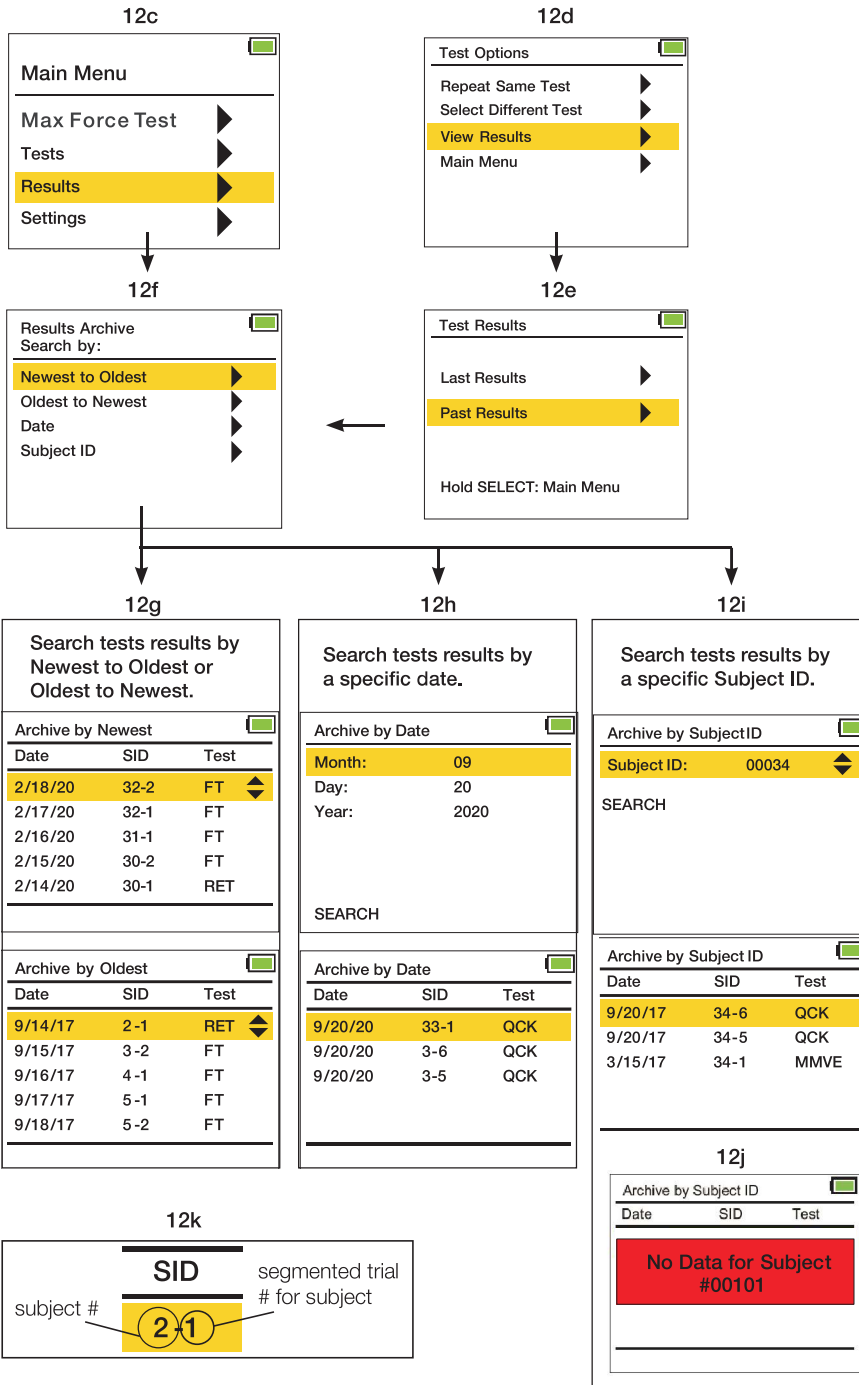 12c
Main Menu
Max Force Test
Tests
Results
Settings
12d
Test Options
Repeat Same Test
Select Different Test
View Results
Main Menu
12f
Results Archive
Search by:
Newest to Oldest
Oldest to Newest
Date
Subject ID
12e
Test Results
Last Results
Past Results
Hold SELECT: Main Menu
12g
Search tests results by
Newest to Oldest or
Oldest to Newest.
Archive by Newest
Date SID Test
2/18/20 32-2 FT
2/17/20 32-1 FT
2/16/20 31-1 FT
2/15/20 30-2 FT
2/14/20 30-1 RET
Archive by Oldest
Date SID Test
9/14/17 2-1 RET
9/15/17 3-2 FT
9/16/17 4-1 FT
9/17/17 5-1 FT
9/18/17 5-2 FT
12h
Search tests results by
a specific date.
Archive by Date
Month: 09
Day: 20
Year: 2020
SEARCH
Archive by Date
Date SID Test
9/20/20 33-1 QCK
9/20/20 3-6 QCK
9/20/20 3-5 QCK
12i
Search tests results by
a specific Subject ID.
Archive by SubjectID
Subject ID: 00034
SEARCH
Archive by Subject ID
Date SID Test
9/20/17 34-6 QCK
9/20/17 34-5 QCK
3/15/17 34-1 MMVE
12j
Archive by Subject ID
Date SID Test
No Data for Subject
#00101
12k
SID
subject #
2-1
segmented trial
# for subject